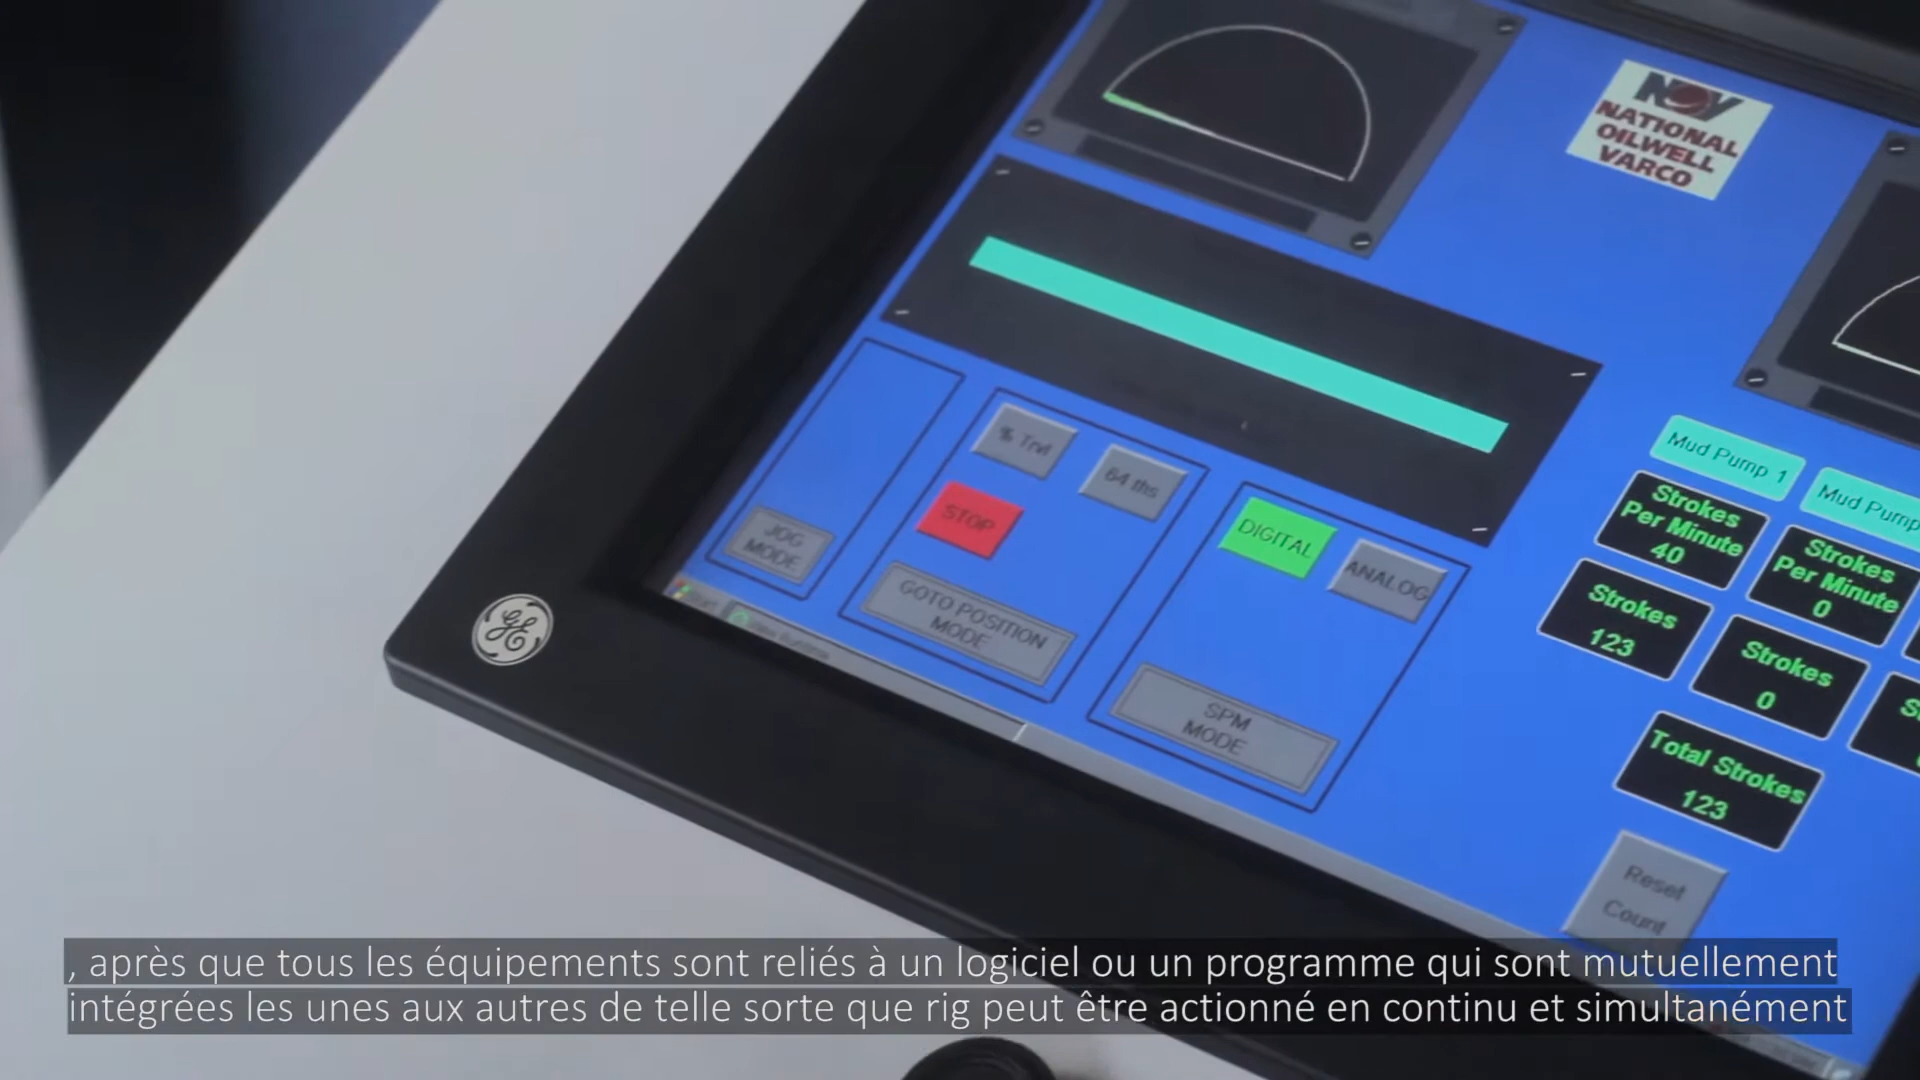 NOV
NATIONAL
OILWELL
VARCO
% Trvl
64 ths
STOP
JOG
MODE
GOTO POSITION
MODE
DIGITAL
ANALOG
SPM
MODE
Mud Pump 1
Mud Pump
Strokes
Per Minute
40
Strokes
Per Minute
0
Strokes
123
Strokes
0
Total Strokes
123
Reset
Count
GE
, après que tous les équipements sont reliés à un logiciel ou un programme qui sont mutuellement
intégrées les unes aux autres de telle sorte que rig peut être actionné en continu et simultanément